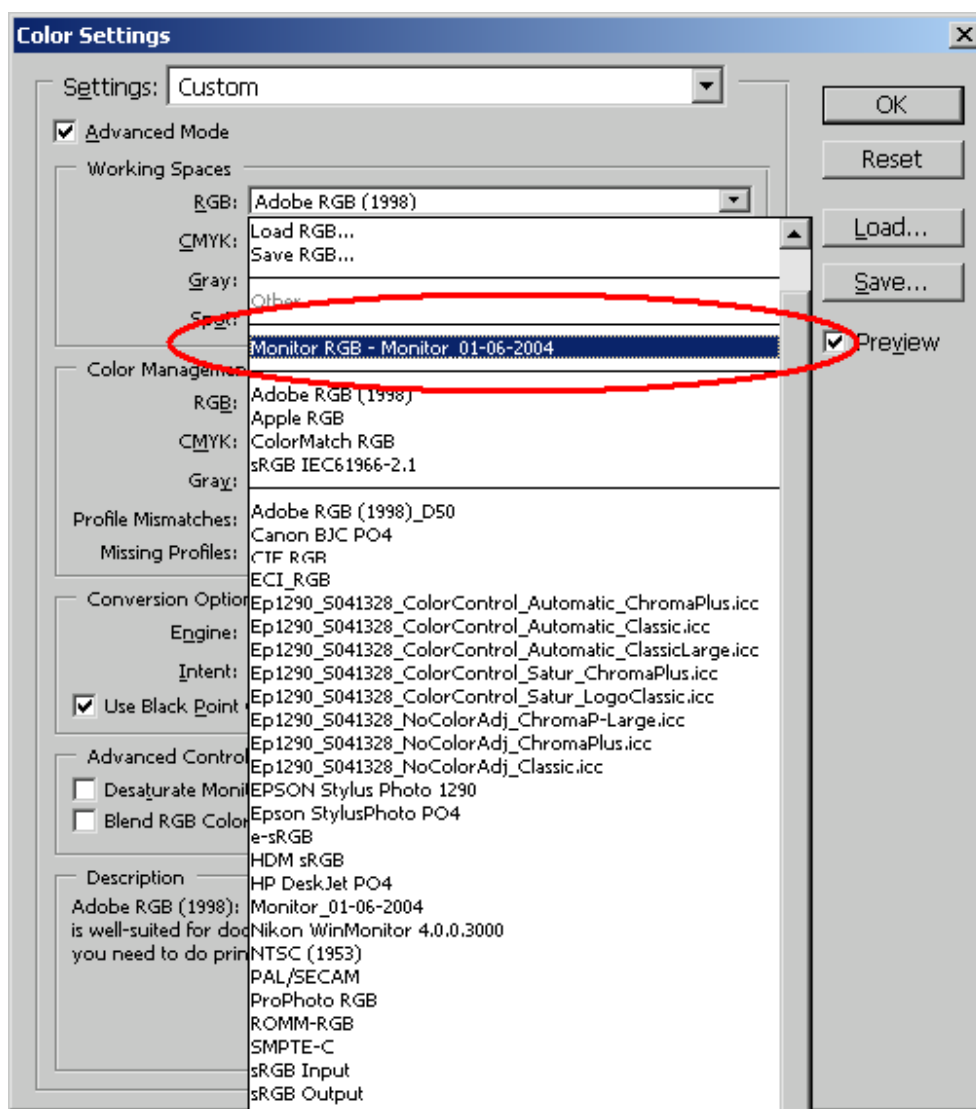 Color Settings
Settings: Custom
Advanced Mode
OK
Reset
Load...
Save...
Preview
Working Spaces
RGB: Adobe RGB (1998)
CMYK:
Gray:
Spot:
Load RGB...
Save RGB...
Other
Monitor RGB - Monitor_01-06-2004
Adobe RGB (1998)
Apple RGB
ColorMatch RGB
sRGB IEC61966-2.1
Adobe RGB (1998)_D50
Canon BJC PO4
CIE RGB
ECI_RGB
Ep1290_S041328_ColorControl_Automatic_ChromaPlus.icc
Ep1290_S041328_ColorControl_Automatic_Classic.icc
Ep1290_S041328_ColorControl_Automatic_ClassicLarge.icc
Ep1290_S041328_ColorControl_Satur_ChromaPlus.icc
Ep1290_S041328_ColorControl_Satur_LogoClassic.icc
Ep1290_S041328_NoColorAdj_ChromaP-Large.icc
Ep1290_S041328_NoColorAdj_ChromaPlus.icc
Ep1290_S041328_NoColorAdj_Classic.icc
EPSON Stylus Photo 1290
Epson StylusPhoto PO4
e-sRGB
HDM sRGB
HP DeskJet PO4
Monitor_01-06-2004
Nikon WinMonitor 4.0.0.3000
NTSC (1953)
PAL/SECAM
ProPhoto RGB
ROMM-RGB
SMPTE-C
sRGB Input
sRGB Output
Color Managemen
RGB:
CMYK:
Gray:
Profile Mismatches:
Missing Profiles:
Conversion Optio
Engine:
Intent:
Use Black Point
Advanced Control
Desaturate Moni
Blend RGB Color
Description
Adobe RGB (1998):
is well-suited for do
you need to do prin